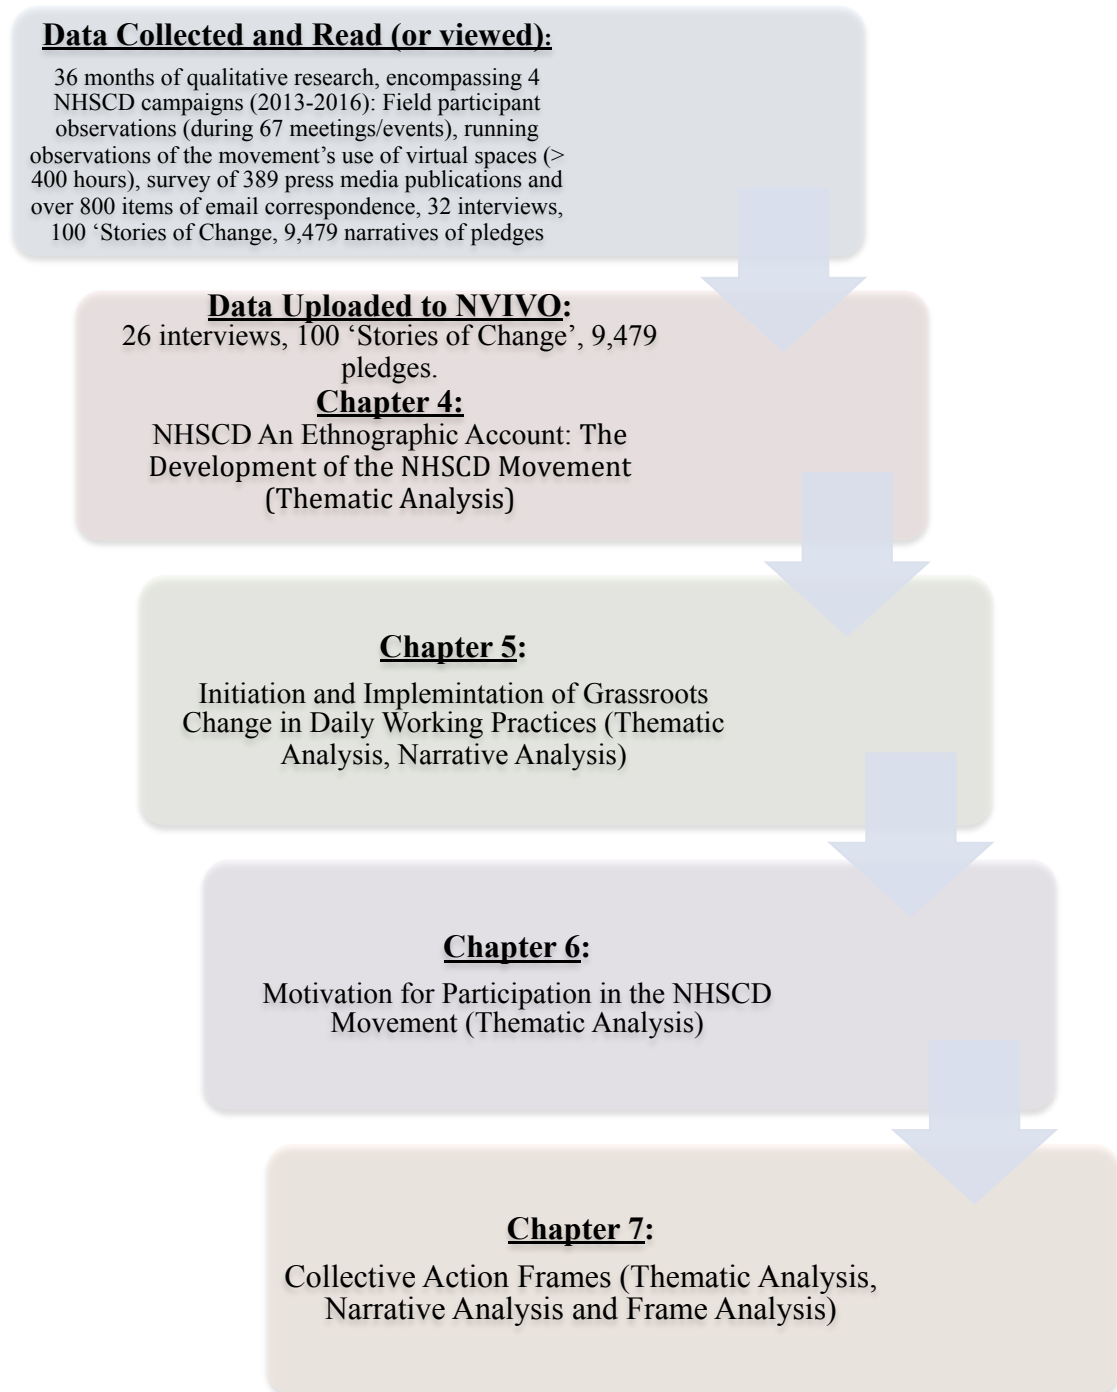 Data Collected and Read (or viewed):
36 months of qualitative research, encompassing 4
NHSCD campaigns (2013-2016): Field participant
observations (during 67 meetings/events), running
observations of the movement’s use of virtual spaces (>
400 hours), survey of 389 press media publications and
over 800 items of email correspondence, 32 interviews,
100 ‘Stories of Change, 9,479 narratives of pledges
Data Uploaded to NVIVO:
26 interviews, 100 ‘Stories of Change’, 9,479
pledges.
Chapter 4:
NHSCD An Ethnographic Account: The
Development of the NHSCD Movement
(Thematic Analysis)
Chapter 5:
Initiation and Implemintation of Grassroots
Change in Daily Working Practices (Thematic
Analysis, Narrative Analysis)
Chapter 6:
Motivation for Participation in the NHSCD
Movement (Thematic Analysis)
Chapter 7:
Collective Action Frames (Thematic Analysis,
Narrative Analysis and Frame Analysis)